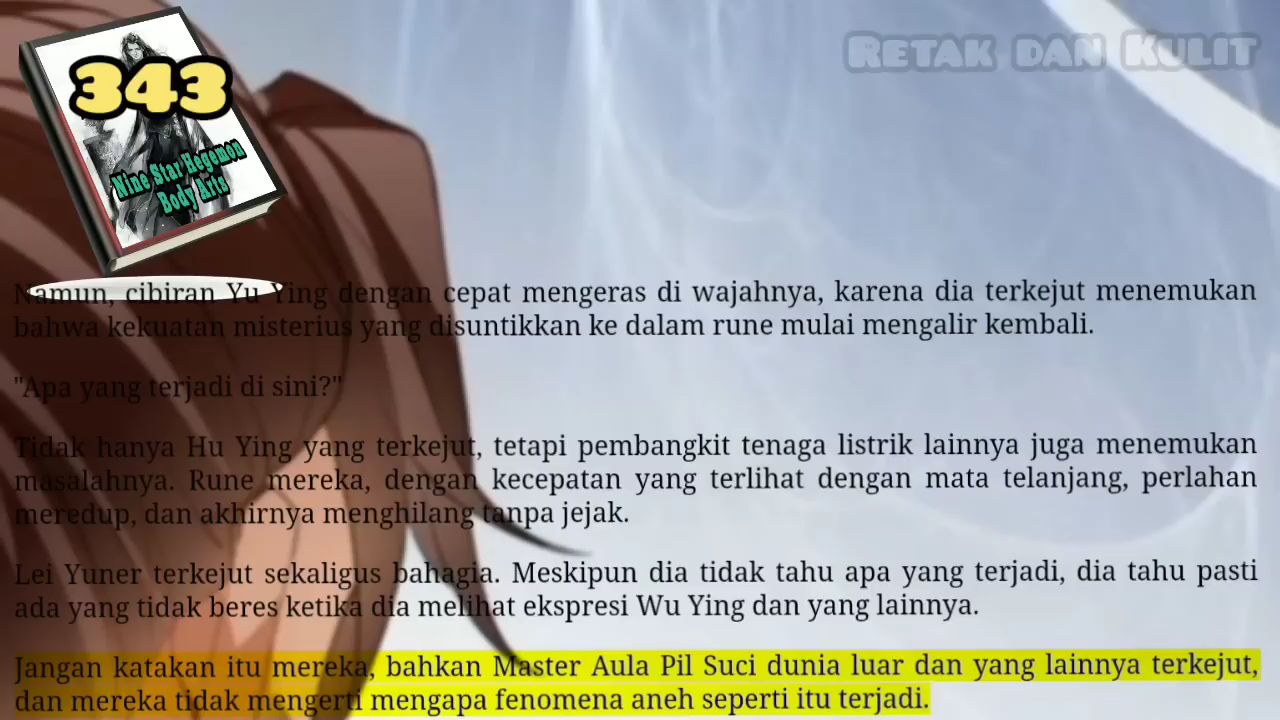 343
Nine Star Hegemon
Body Arts
Retak dan Kulit
Namun, cibiran Yu Ying dengan cepat mengeras di wajahnya, karena dia terkejut menemukan
bahwa kekuatan misterius yang disuntikkan ke dalam rune mulai mengalir kembali.
"Apa yang terjadi di sini?"
Tidak hanya Hu Ying yang terkejut, tetapi pembangkit tenaga listrik lainnya juga menemukan
masalahnya. Rune mereka, dengan kecepatan yang terlihat dengan mata telanjang, perlahan
meredup, dan akhirnya menghilang tanpa jejak.
Lei Yuner terkejut sekaligus bahagia. Meskipun dia tidak tahu apa yang terjadi, dia tahu pasti
ada yang tidak beres ketika dia melihat ekspresi Wu Ying dan yang lainnya.
Jangan katakan itu mereka, bahkan Master Aula Pil Suci dunia luar dan yang lainnya terkejut,
dan mereka tidak mengerti mengapa fenomena aneh seperti itu terjadi.